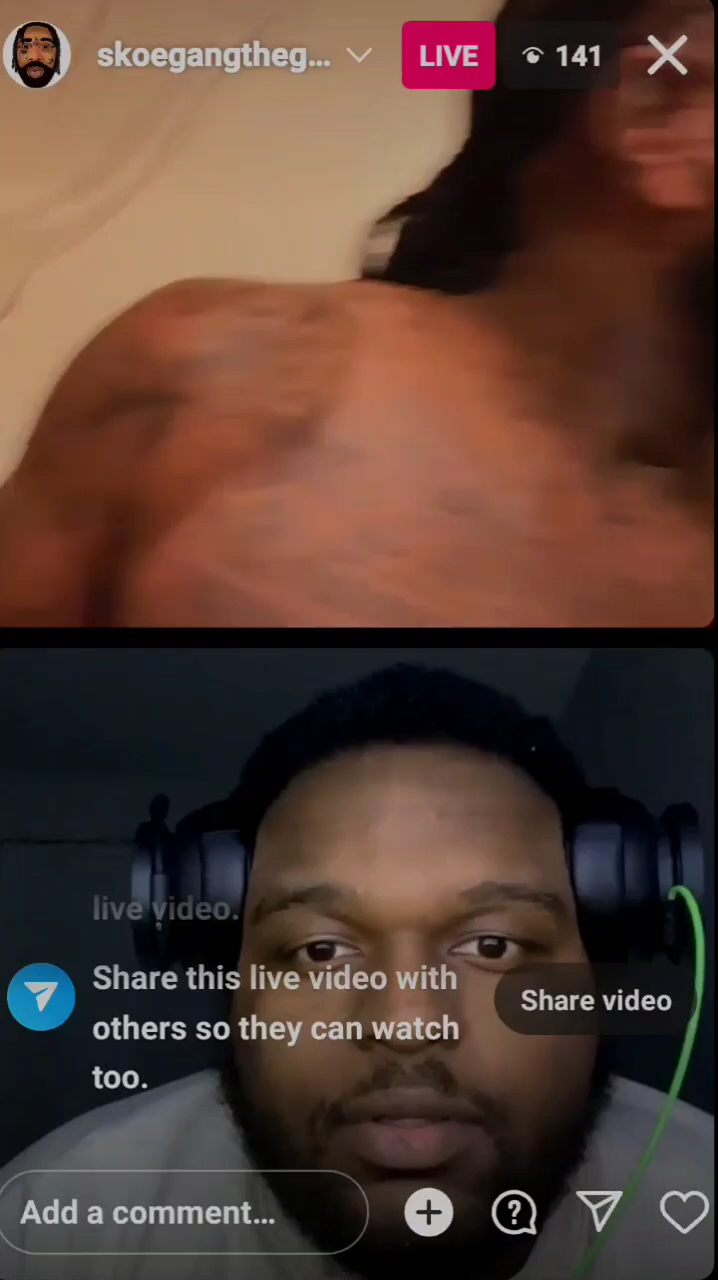 skoegangtheg...
LIVE
141
live video.
Share this live video with
others so they can watch
too.
Share video
Add a comment...